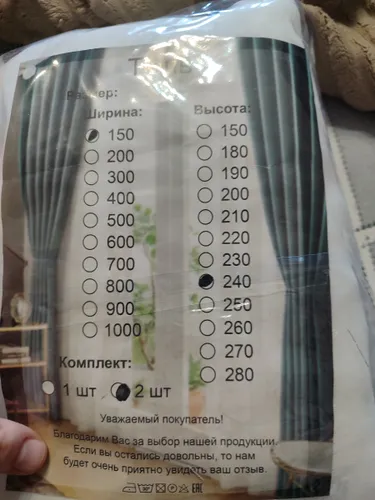 Размер:
Ширина:
150
200
300
400
500
600
700
800
900
1000
Высота:
150
180
190
200
210
220
230
240
250
260
270
280
Комплект:
1 шт 2 шт
Уважаемый покупатель!
Благодарим Вас за выбор нашей продукции
Если вы остались довольны, то нам
будет очень приятно увидеть ваш отзыв.